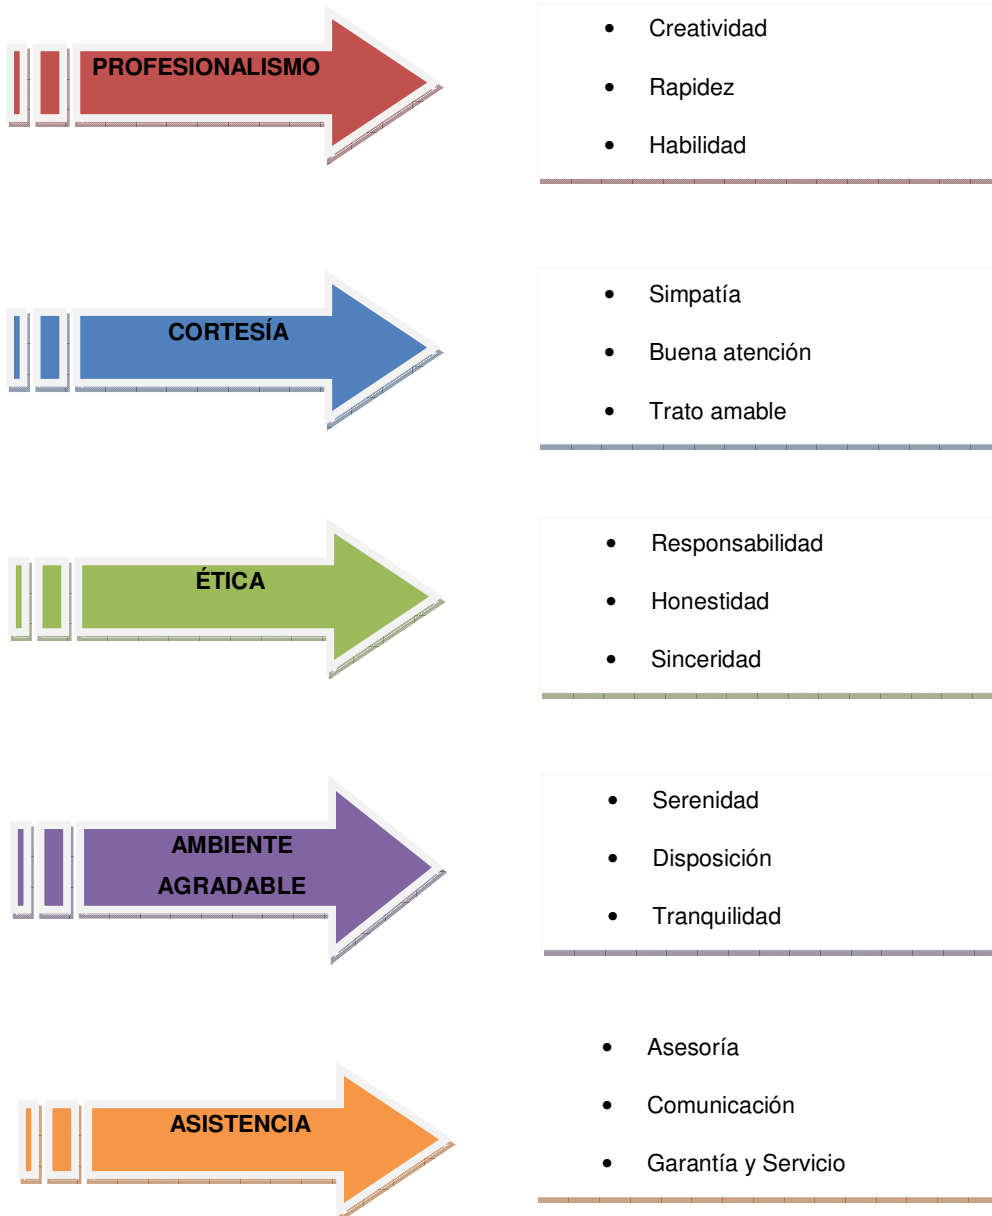 PROFESIONALISMO
• Creatividad
• Rapidez
• Habilidad
CORTESÍA
• Simpatía
• Buena atención
• Trato amable
ÉTICA
• Responsabilidad
• Honestidad
• Sinceridad
AMBIENTE
AGRADABLE
• Serenidad
• Disposición
• Tranquilidad
ASISTENCIA
• Asesoría
• Comunicación
• Garantía y Servicio